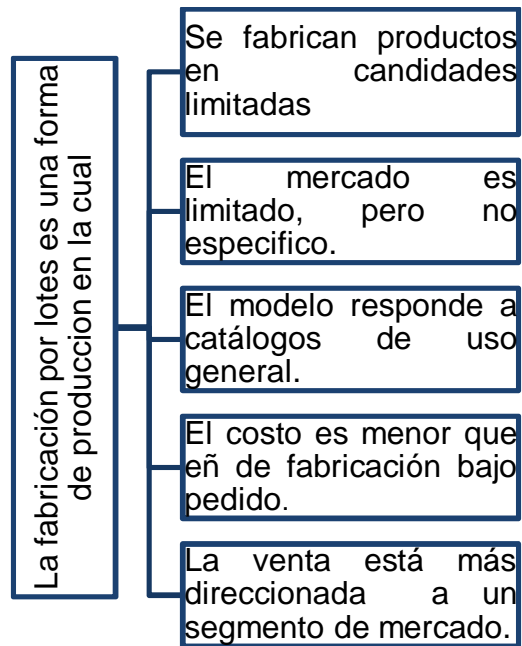 La fabricación por lotes es una forma
de produccion en la cual
Se fabrican productos
en candidades
limitadas
El mercado es
limitado, pero no
especifico.
El modelo responde a
catálogos de uso
general.
El costo es menor que
eñ de fabricación bajo
pedido.
La venta está más
direccionada a un
segmento de mercado.